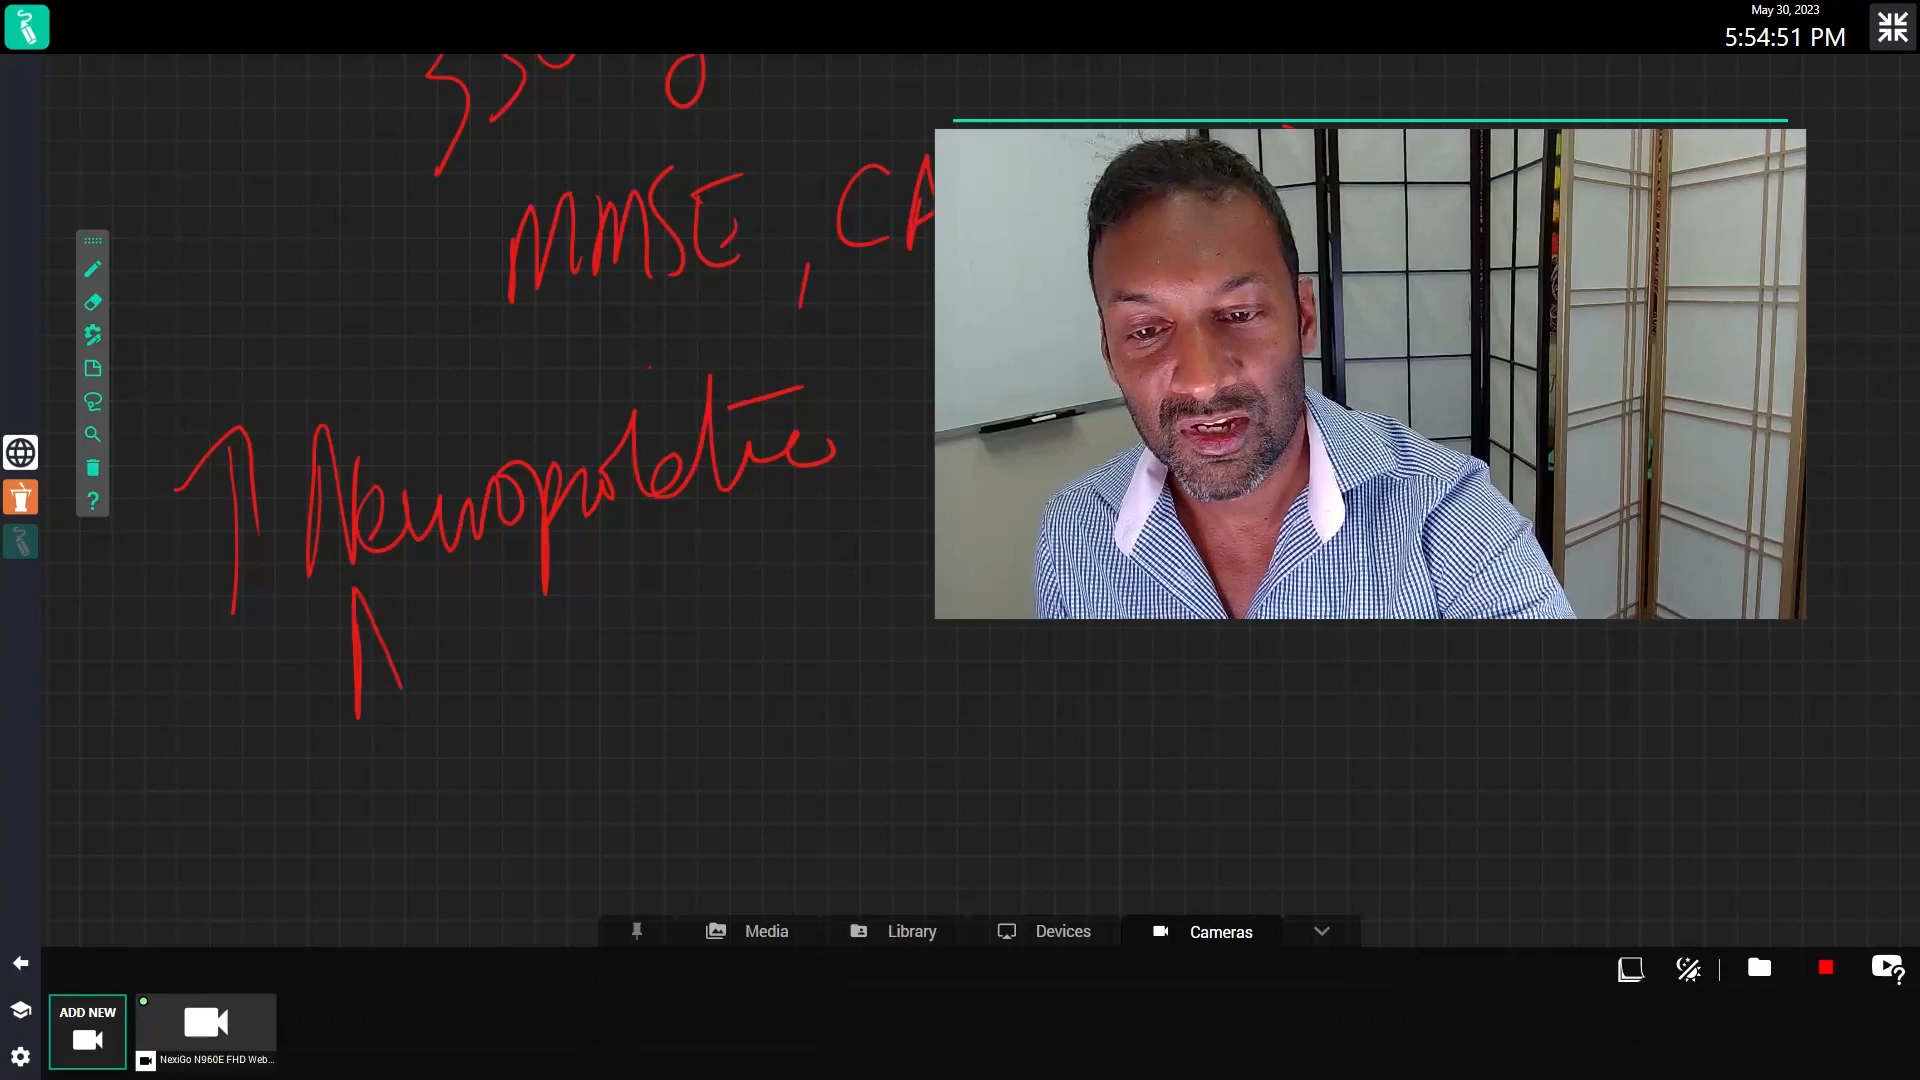 May 30, 2023
5:54:51 PM
MMSE, CA
↑ Neuroprotective
?
Media
Library
Devices
Cameras
ADD NEW
NexiGo N960E FHD Web...